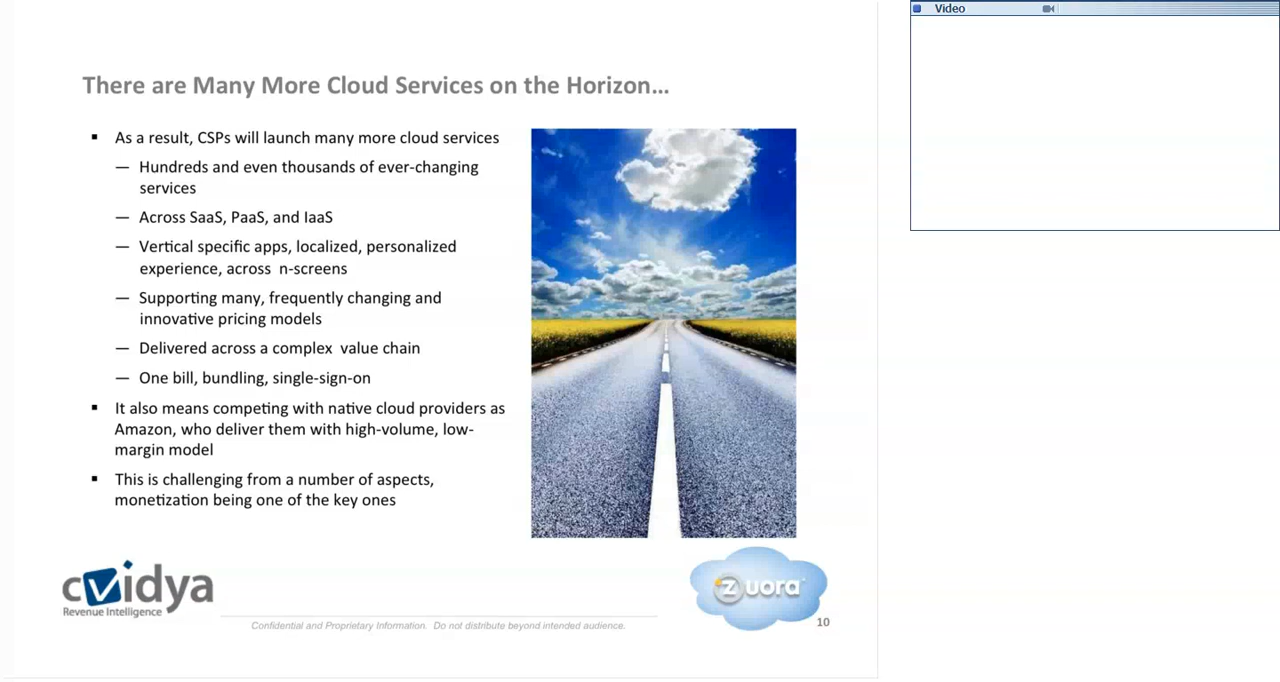 Video
There are Many More Cloud Services on the Horizon...
▪ As a result, CSPs will launch many more cloud services
— Hundreds and even thousands of ever-changing
services
— Across SaaS, PaaS, and IaaS
— Vertical specific apps, localized, personalized
experience, across n-screens
— Supporting many, frequently changing and
innovative pricing models
— Delivered across a complex value chain
— One bill, bundling, single-sign-on
▪ It also means competing with native cloud providers as
Amazon, who deliver them with high-volume, low-
margin model
▪ This is challenging from a number of aspects,
monetization being one of the key ones
cvidya
Revenue Intelligence
zuora
Confidential and Proprietary Information. Do not distribute beyond intended audience.
10